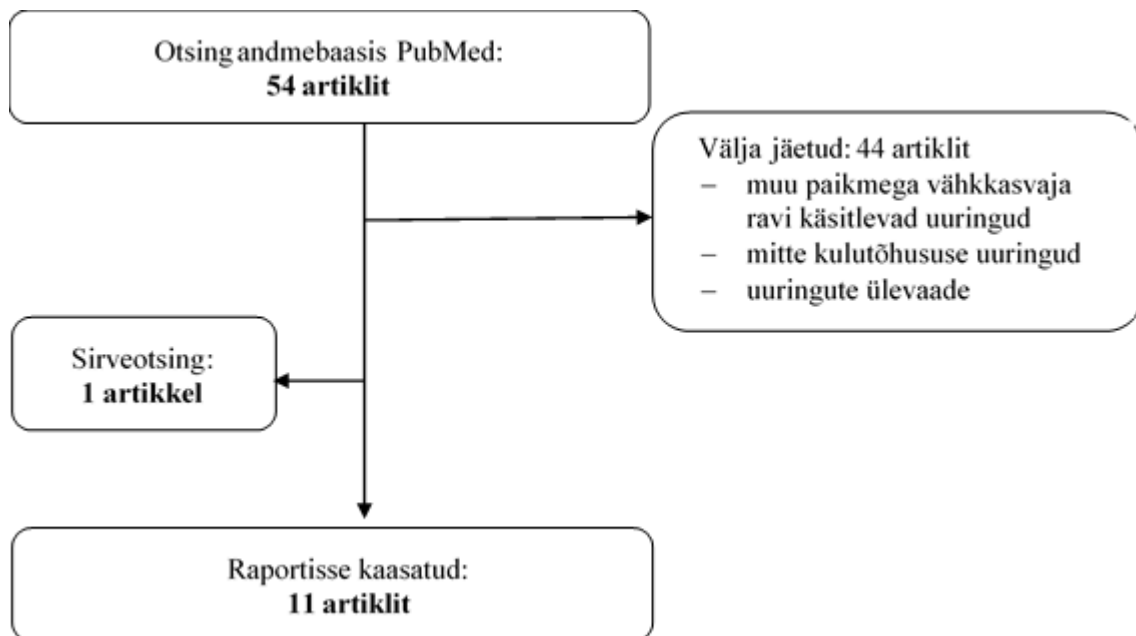 Otsing andmebaasis PubMed:
54 artiklit
Välja jäetud: 44 artiklit
– muu paikmega vähkkasvaja
ravi käsitlevad uuringud
– mitte kulutõhususe uuringud
– uuringute ülevaade
Sirveotsing:
1 artikkel
Raportisse kaasatud:
11 artiklit